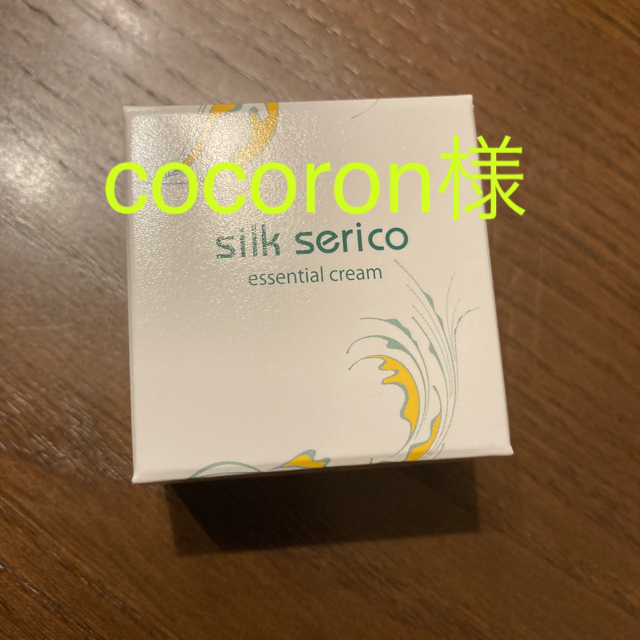 cocoron様
silk serico
essential cream